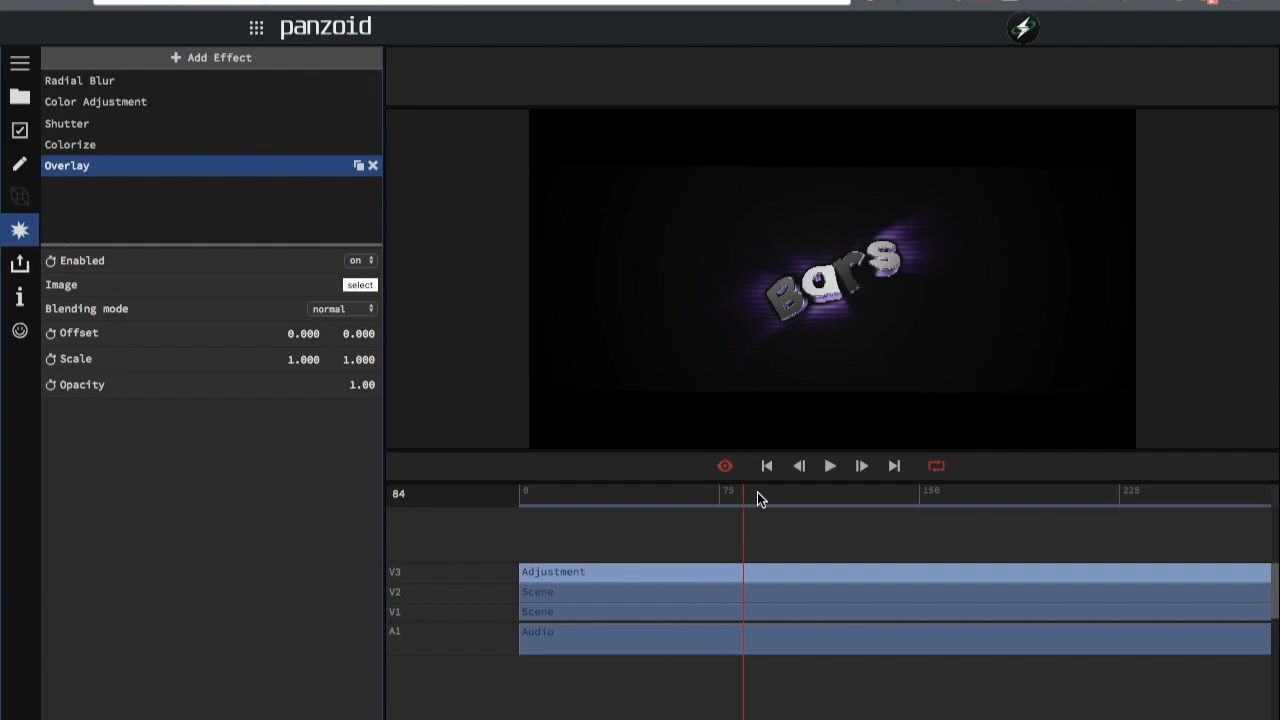 panzoid
Add Effect
Radial Blur
Color Adjustment
Shutter
Colorize
Overlay
Enabled on
Image select
Blending mode normal
Offset 0.000 0.000
Scale 1.000 1.000
Opacity 1.00
Bars
84 0 75 150 225
V3 Adjustment
V2 Scene
V1 Scene
A1 Audio